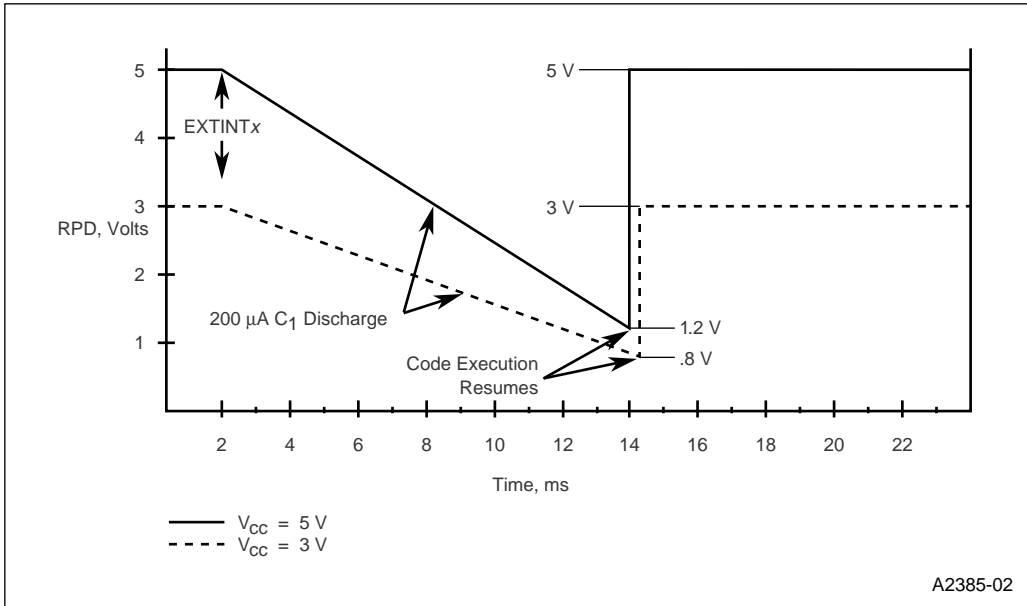 5
4
3
2
1
RPD, Volts
EXTINTx
200 µA C1 Discharge
Code Execution
Resumes
5 V
3 V
1.2 V
.8 V
2 4 6 8 10 12 14 16 18 20 22
Time, ms
VCC = 5 V
VCC = 3 V
A2385-02